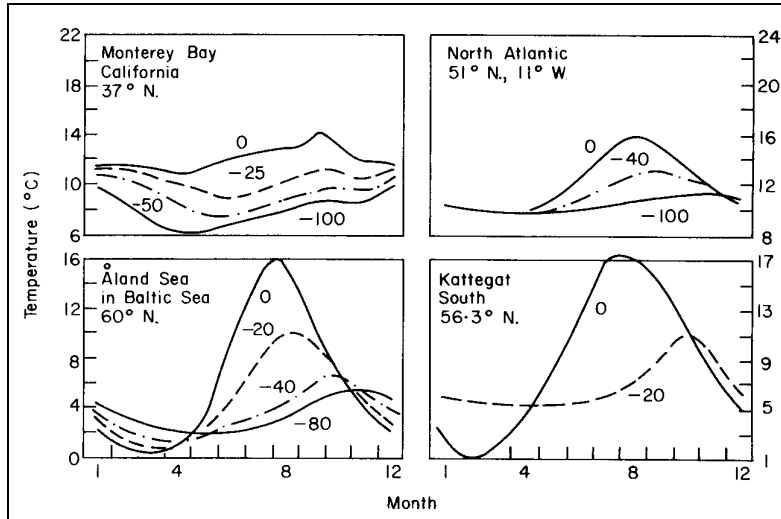 Temperature (°C)
22
18
14
10
6
Monterey Bay
California
37° N.
0
-25
-50
-100
North Atlantic
51° N., 11° W.
0
-40
-100
24
20
16
12
8
16
12
8
4
0
Åland Sea
in Baltic Sea
60° N.
0
-20
-40
-80
1 4 8 12
Kattegat
South
56·3° N.
0
-20
17
13
9
5
1
1 4 8 12
Month